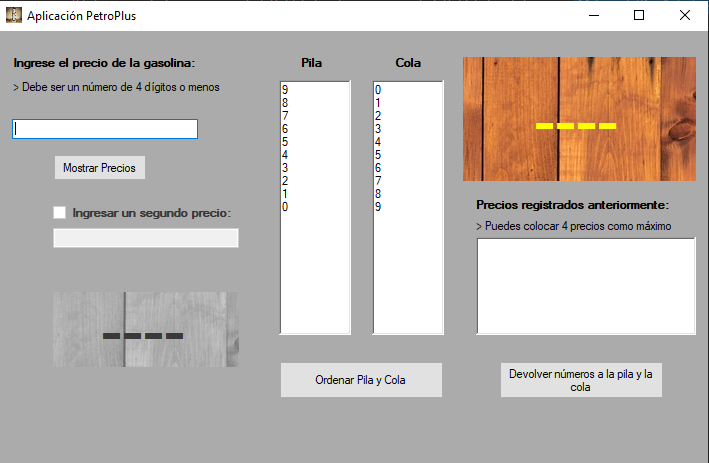 Aplicación PetroPlus
Ingrese el precio de la gasolina:
> Debe ser un número de 4 dígitos o menos
Mostrar Precios
Ingresar un segundo precio:
Pila
9
8
7
6
5
4
3
2
1
0
Cola
0
1
2
3
4
5
6
7
8
9
Ordenar Pila y Cola
Precios registrados anteriormente:
> Puedes colocar 4 precios como máximo
Devolver números a la pila y la
cola